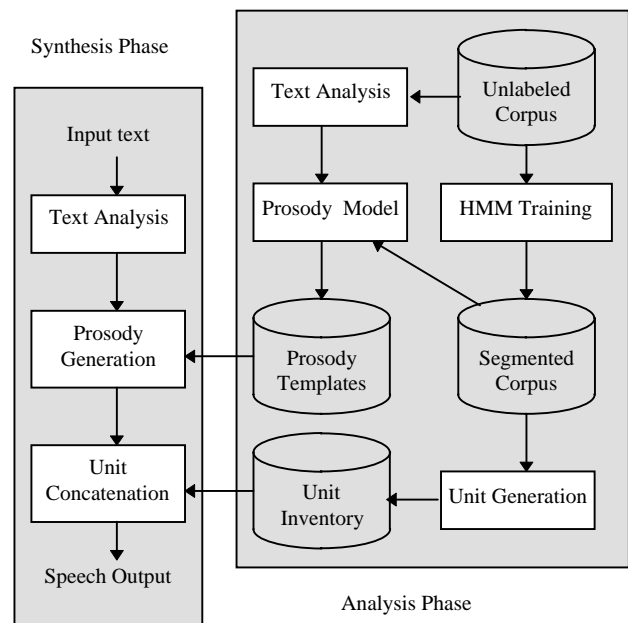 Synthesis Phase
Input text
Text Analysis
Prosody
Generation
Unit
Concatenation
Speech Output
Text Analysis
Unlabeled
Corpus
Prosody Model
HMM Training
Prosody
Templates
Segmented
Corpus
Unit
Inventory
Unit Generation
Analysis Phase